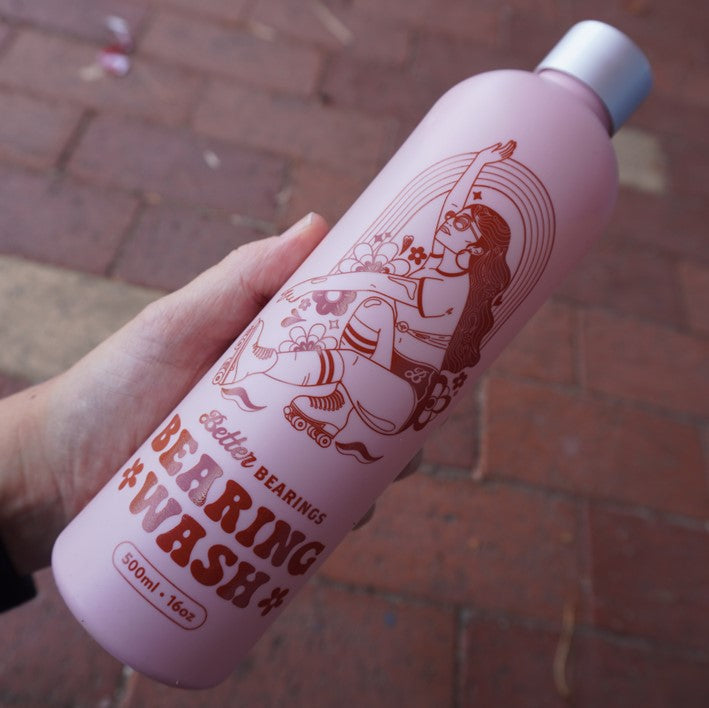 Better BEARINGS
BEARING
WASH
500ml • 16oz